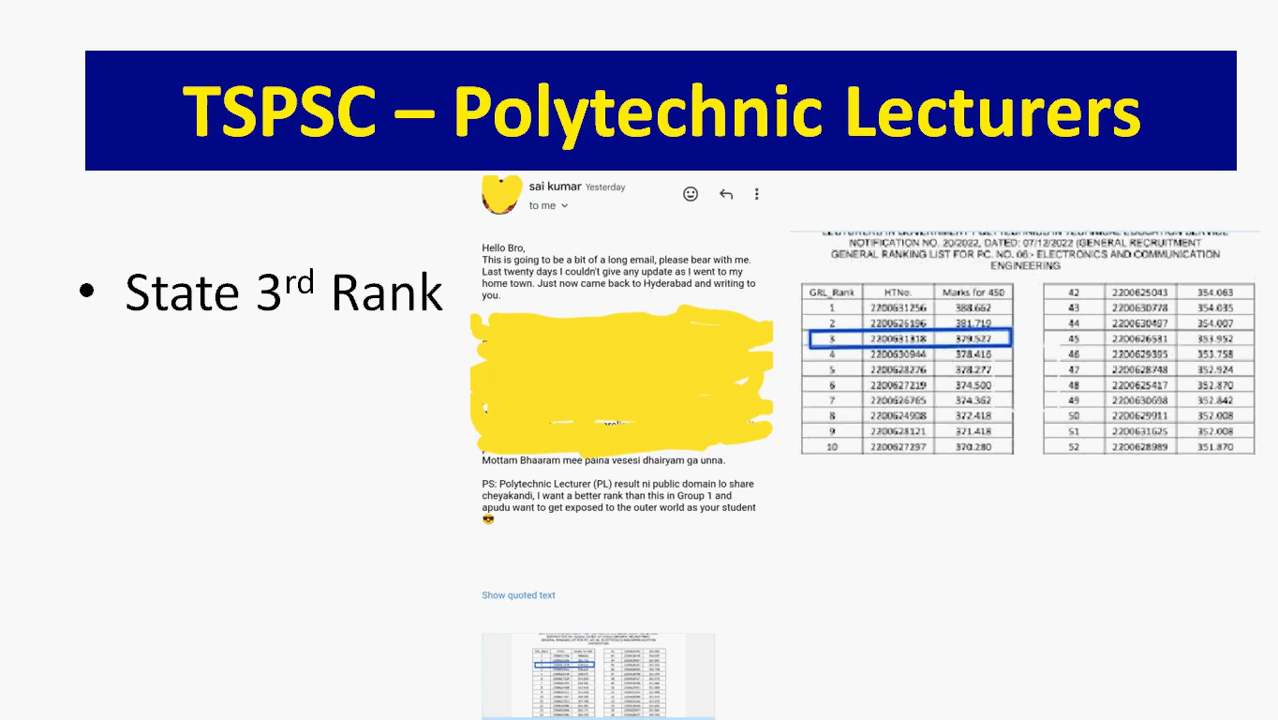 TSPSC – Polytechnic Lecturers
• State 3rd Rank
sai kumar Yesterday
to me
Hello Bro,
This is going to be a bit of a long email, please bear with me.
Last twenty days I couldn't give any update as I went to my
home town. Just now came back to Hyderabad and writing to
you.
Mottam Bhaaram mee paina vesesi dhairyam ga unna.
PS: Polytechnic Lecturer (PL) result ni public domain lo share
cheyakandi, I want a better rank than this in Group 1 and
apudu want to get exposed to the outer world as your student
😎
Show quoted text
LECTURERS IN GOVERNMENT POLYTECHNICS IN TECHNICAL EDUCATION SERVICE
NOTIFICATION NO. 20/2022, DATED: 07/12/2022 (GENERAL RECRUITMENT
GENERAL RANKING LIST FOR PC. NO. 06:- ELECTRONICS AND COMMUNICATION
ENGINEERING
GRL_Rank HTNo. Marks for 450
1 2200631256 388.662
2 2200626196 381.719
3 2200631318 379.527
4 2200630944 378.416
5 2200628276 378.277
6 2200627219 374.500
7 2200626765 374.362
8 2200624908 372.418
9 2200628121 371.418
10 2200627297 370.280
42 2200625043 354.063
43 2200630778 354.035
44 2200630497 354.007
45 2200626531 353.952
46 2200629395 353.758
47 2200628748 352.924
48 2200625417 352.870
49 2200630698 352.842
50 2200629911 352.008
51 2200631625 352.008
52 2200628989 351.870